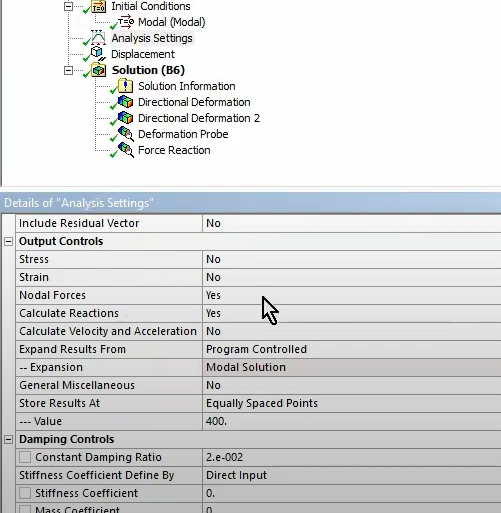 Initial Conditions
T=0 Modal (Modal)
Analysis Settings
Displacement
Solution (B6)
Solution Information
Directional Deformation
Directional Deformation 2
Deformation Probe
Force Reaction
Details of "Analysis Settings"
Include Residual Vector No
Output Controls
Stress No
Strain No
Nodal Forces Yes
Calculate Reactions Yes
Calculate Velocity and Acceleration No
Expand Results From Program Controlled
-- Expansion Modal Solution
General Miscellaneous No
Store Results At Equally Spaced Points
--- Value 400.
Damping Controls
Constant Damping Ratio 2.e-002
Stiffness Coefficient Define By Direct Input
Stiffness Coefficient 0.
Mass Coefficient 0.